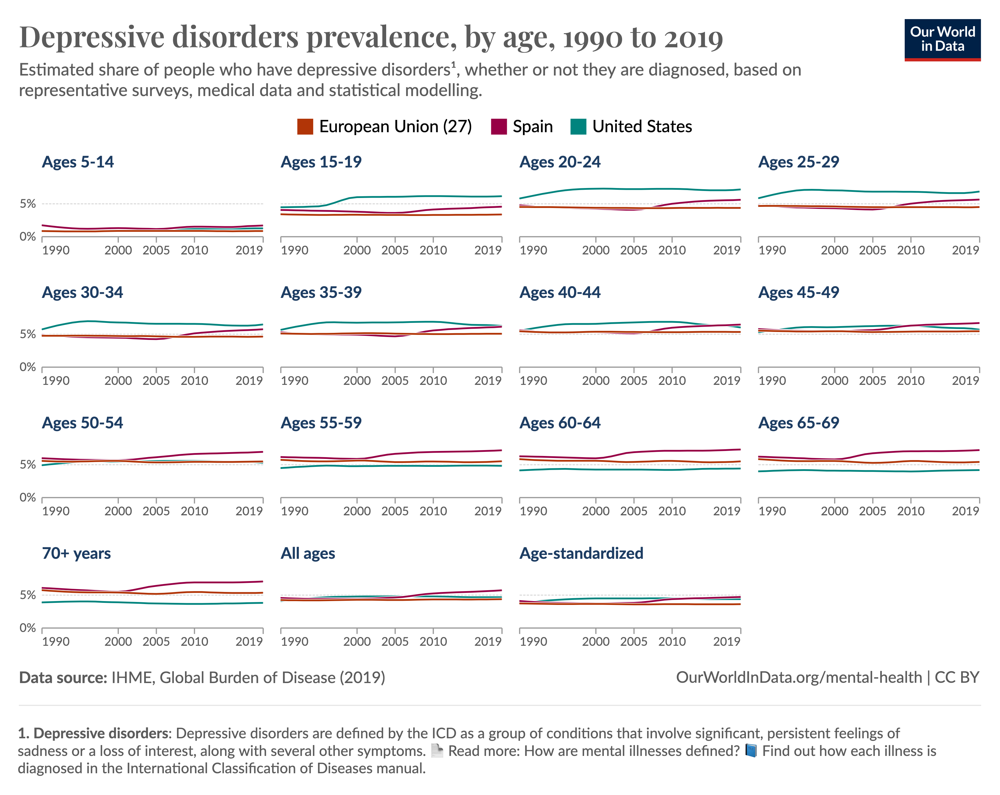 Depressive disorders prevalence, by age, 1990 to 2019
Our World
in Data
Estimated share of people who have depressive disorders¹, whether or not they are diagnosed, based on
representative surveys, medical data and statistical modelling.
European Union (27) Spain United States
Ages 5-14 Ages 15-19 Ages 20-24 Ages 25-29
5%
0%
1990 2000 2005 2010 2019 1990 2000 2005 2010 2019 1990 2000 2005 2010 2019 1990 2000 2005 2010 2019
Ages 30-34 Ages 35-39 Ages 40-44 Ages 45-49
5%
0%
1990 2000 2005 2010 2019 1990 2000 2005 2010 2019 1990 2000 2005 2010 2019 1990 2000 2005 2010 2019
Ages 50-54 Ages 55-59 Ages 60-64 Ages 65-69
5%
0%
1990 2000 2005 2010 2019 1990 2000 2005 2010 2019 1990 2000 2005 2010 2019 1990 2000 2005 2010 2019
70+ years All ages Age-standardized
5%
0%
1990 2000 2005 2010 2019 1990 2000 2005 2010 2019 1990 2000 2005 2010 2019
Data source: IHME, Global Burden of Disease (2019)
OurWorldInData.org/mental-health | CC BY
1. Depressive disorders: Depressive disorders are defined by the ICD as a group of conditions that involve significant, persistent feelings of
sadness or a loss of interest, along with several other symptoms. 📄 Read more: How are mental illnesses defined? 📘 Find out how each illness is
diagnosed in the International Classification of Diseases manual.